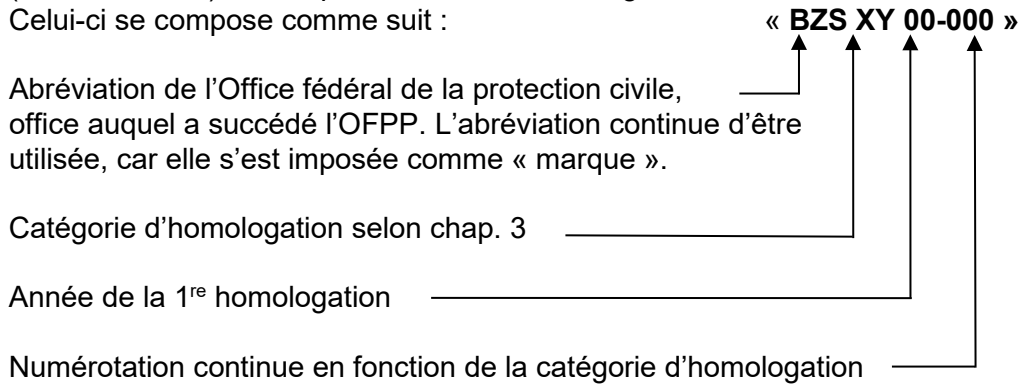 Celui-ci se compose comme suit : « BZS XY 00-000 »
Abréviation de l’Office fédéral de la protection civile,
office auquel a succédé l’OFPP. L’abréviation continue d’être
utilisée, car elle s’est imposée comme « marque ».
Catégorie d’homologation selon chap. 3
Année de la 1re homologation
Numérotation continue en fonction de la catégorie d’homologation